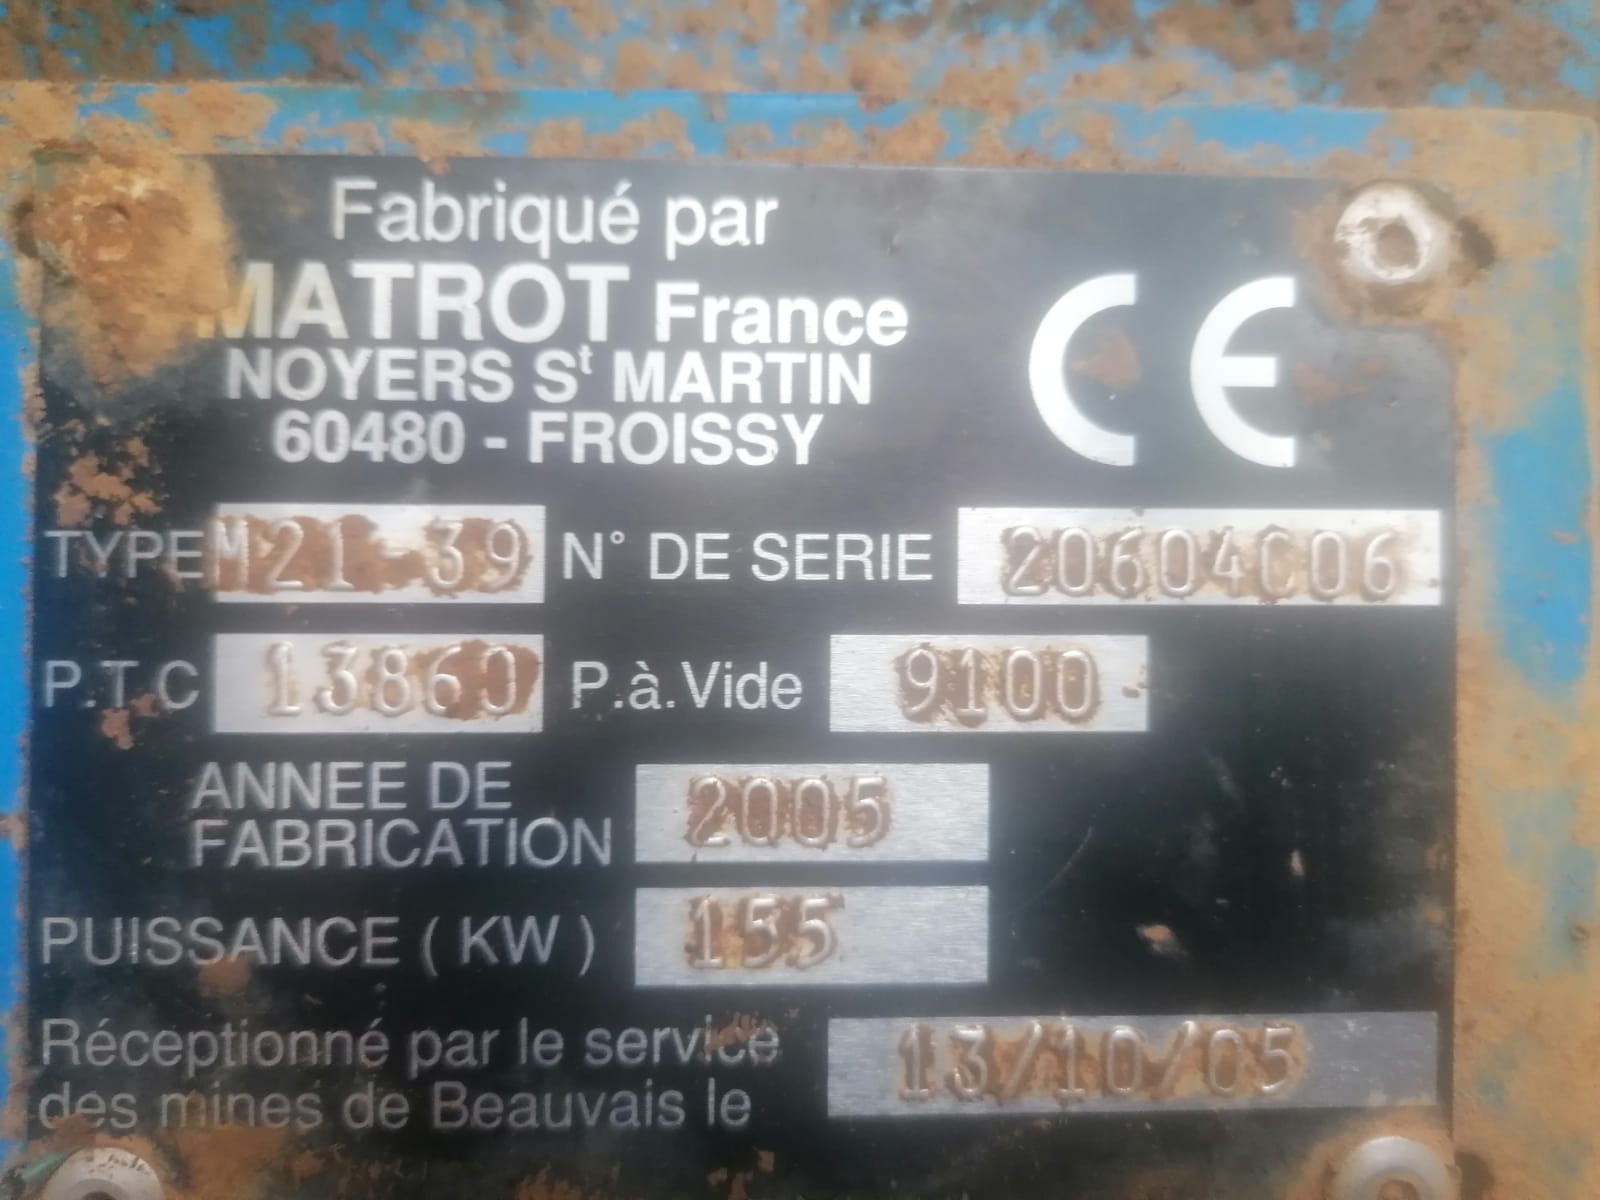 Fabriqué par
MATROT France
NOYERS St MARTIN
60480 - FROISSY
CE
TYPE M21-39 N° DE SERIE 20604C06
P.T.C 13860 P.à.Vide 9100
ANNEE DE
FABRICATION 2005
PUISSANCE ( KW ) 155
Réceptionné par le service
des mines de Beauvais le 13/10/05